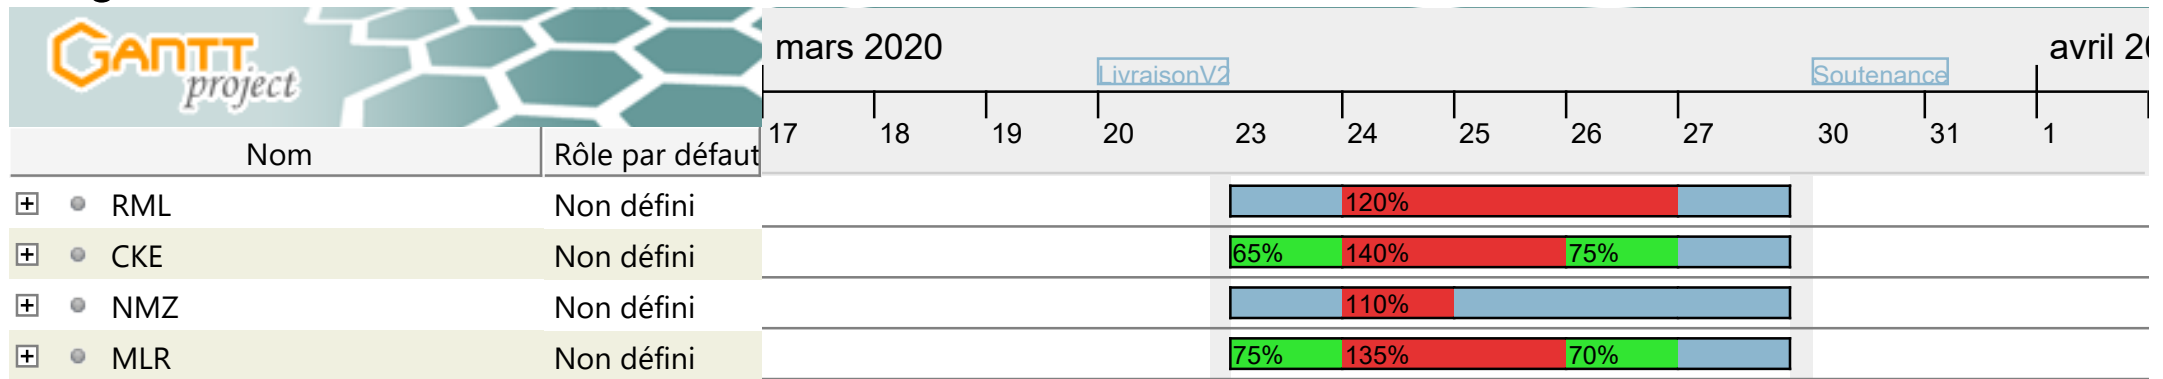 GANTT
project
mars 2020
avril 20
LivraisonV2
Soutenance
17 18 19 20 23 24 25 26 27 30 31 1
Nom Rôle par défaut
RML Non défini 120%
CKE Non défini 65% 140% 75%
NMZ Non défini 110%
MLR Non défini 75% 135% 70%